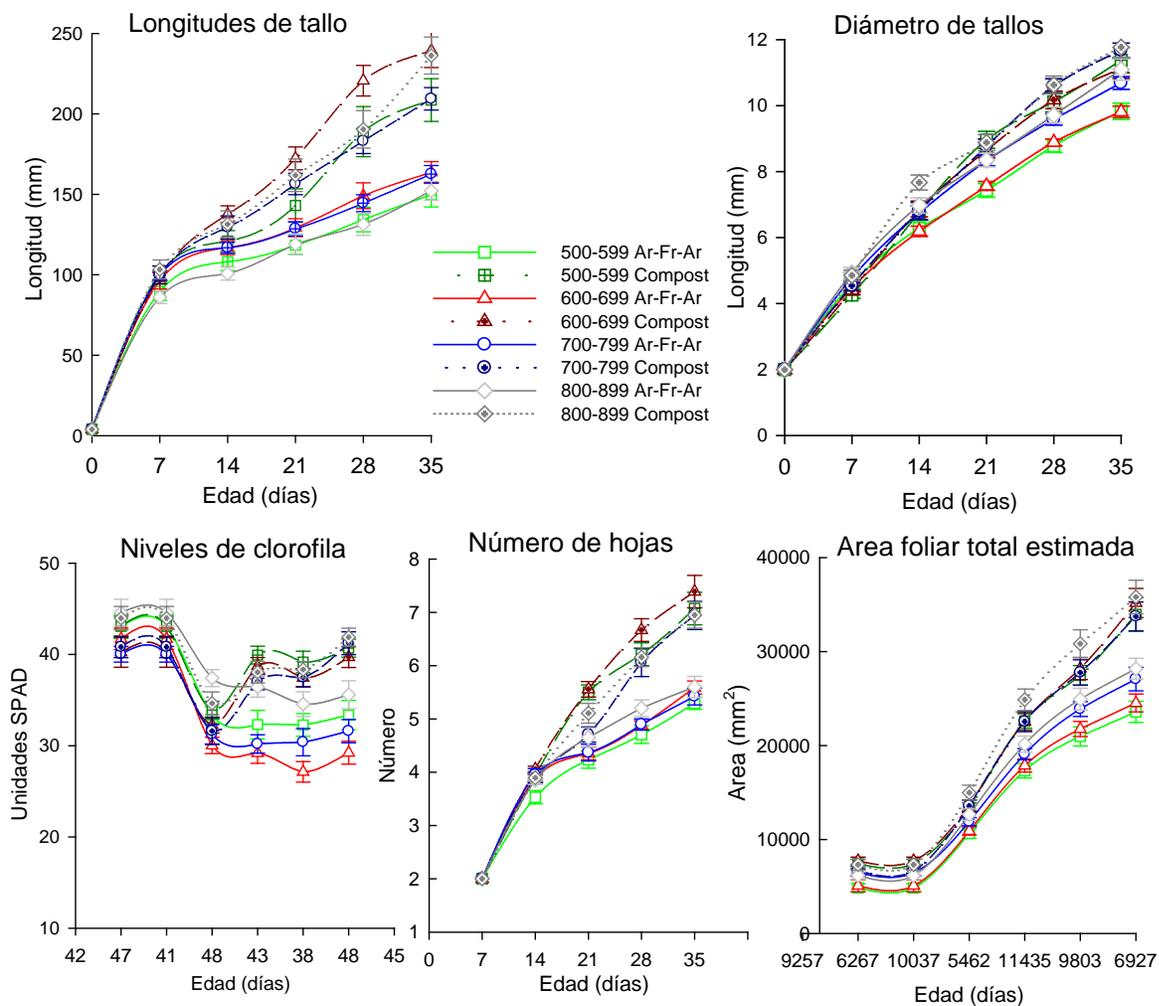 Longitudes de tallo
Longitud (mm)
250
200
150
100
50
0
0 7 14 21 28 35
Edad (días)
500-599 Ar-Fr-Ar
500-599 Compost
600-699 Ar-Fr-Ar
600-699 Compost
700-799 Ar-Fr-Ar
700-799 Compost
800-899 Ar-Fr-Ar
800-899 Compost
Diámetro de tallos
Longitud (mm)
12
10
8
6
4
2
0
0 7 14 21 28 35
Edad (días)
Niveles de clorofila
Unidades SPAD
50
40
30
20
10
42 47 41 48 43 38 48 45
Edad (días)
Número de hojas
Número
8
7
6
5
4
3
2
1
0 7 14 21 28 35
Edad (días)
Area foliar total estimada
Area (mm²)
40000
30000
20000
10000
0
9257 6267 10037 5462 11435 9803 6927
Edad (días)